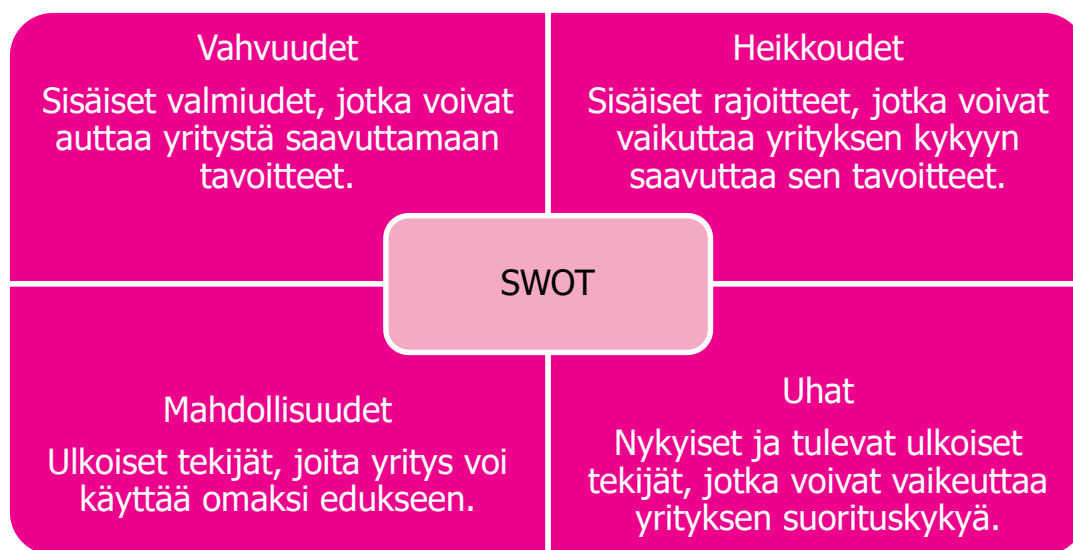 Vahvuudet
Sisäiset valmiudet, jotka voivat
auttaa yritystä saavuttamaan
tavoitteet.
Heikkoudet
Sisäiset rajoitteet, jotka voivat
vaikuttaa yrityksen kykyyn
saavuttaa sen tavoitteet.
SWOT
Mahdollisuudet
Ulkoiset tekijät, joita yritys voi
käyttää omaksi edukseen.
Uhat
Nykyiset ja tulevat ulkoiset
tekijät, jotka voivat vaikeuttaa
yrityksen suorituskykyä.